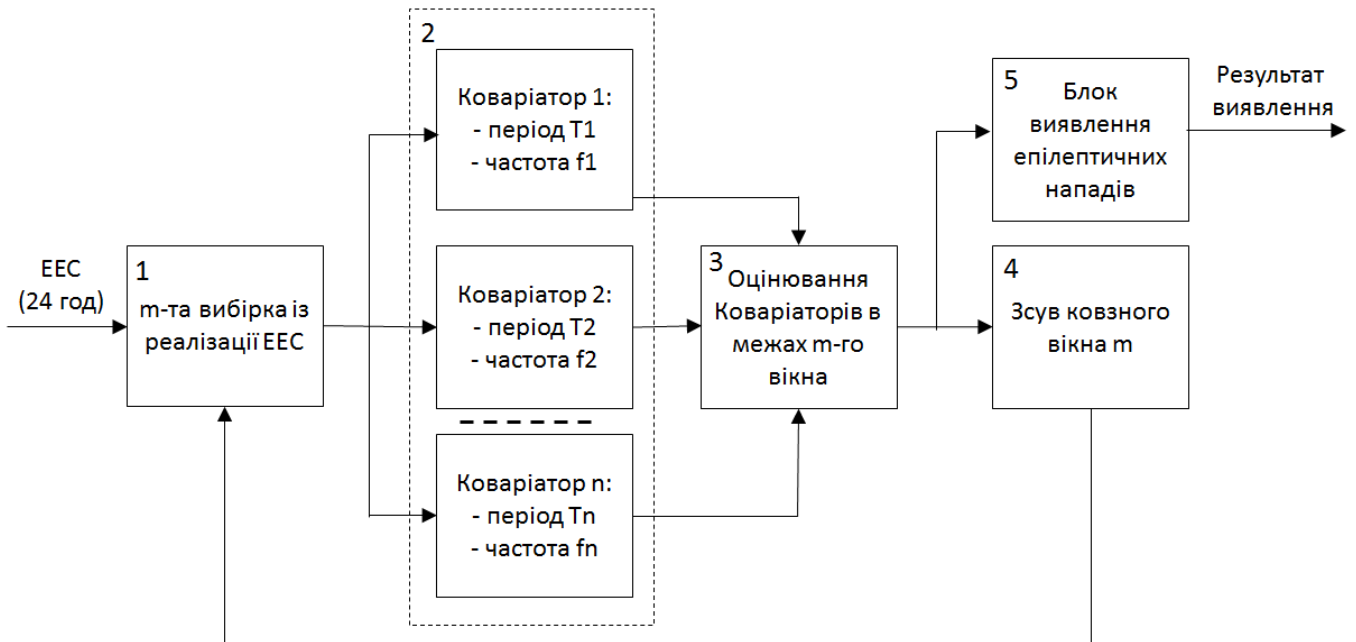 ЕЕС
(24 год)
1
m-та вибірка із
реалізації ЕЕС
2
Коваріатор 1:
- період T1
- частота f1
Коваріатор 2:
- період T2
- частота f2
Коваріатор n:
- період Tn
- частота fn
3
Оцінювання
Коваріаторів в
межах m-го
вікна
5
Блок
виявлення
епілептичних
нападів
Результат
виявлення
4
Зсув ковзного
вікна m